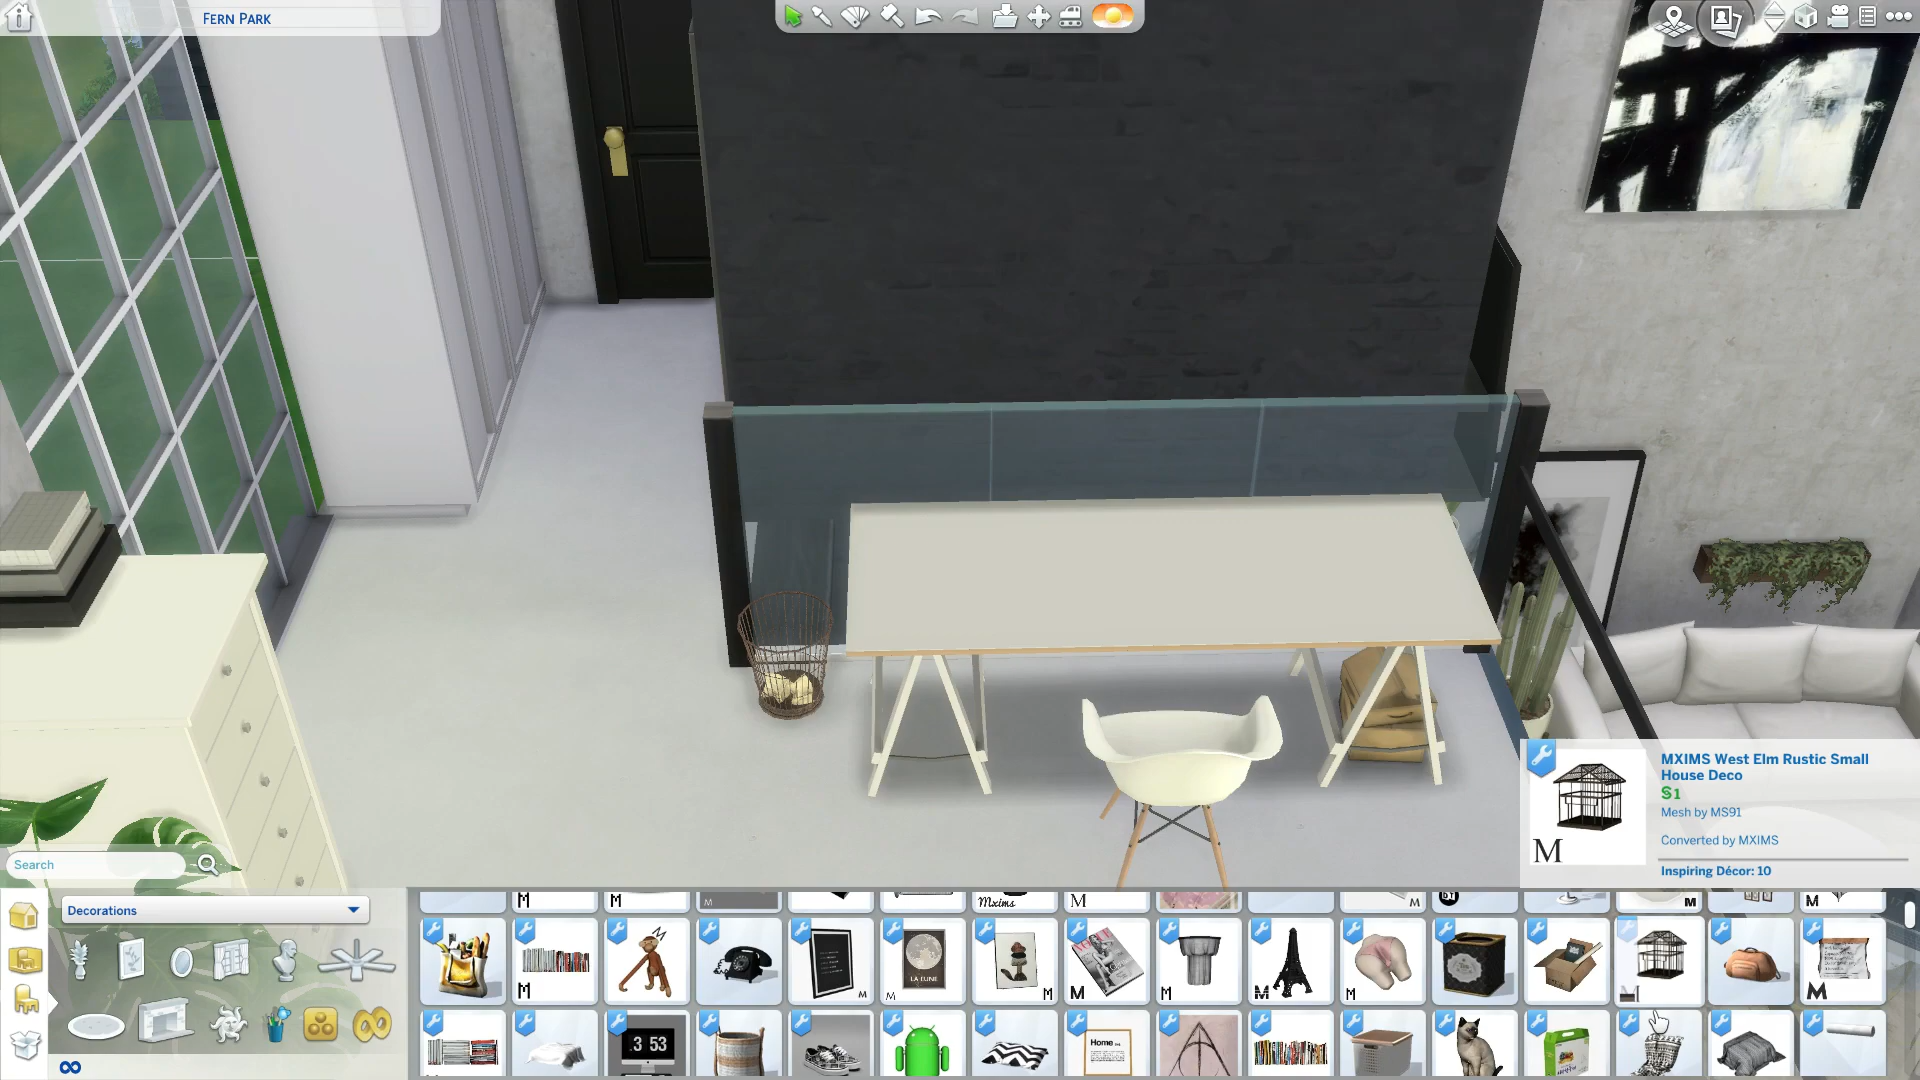 FERN PARK
MXIMS West Elm Rustic Small
House Deco
§1
Mesh by MS91
Converted by MXIMS
Inspiring Décor: 10
M
Search
Decorations
M
M
M
Mxims
M
M
M
M
M
M
M
LA LUNE
M
M
M
M
M
M
M
3 53
Home